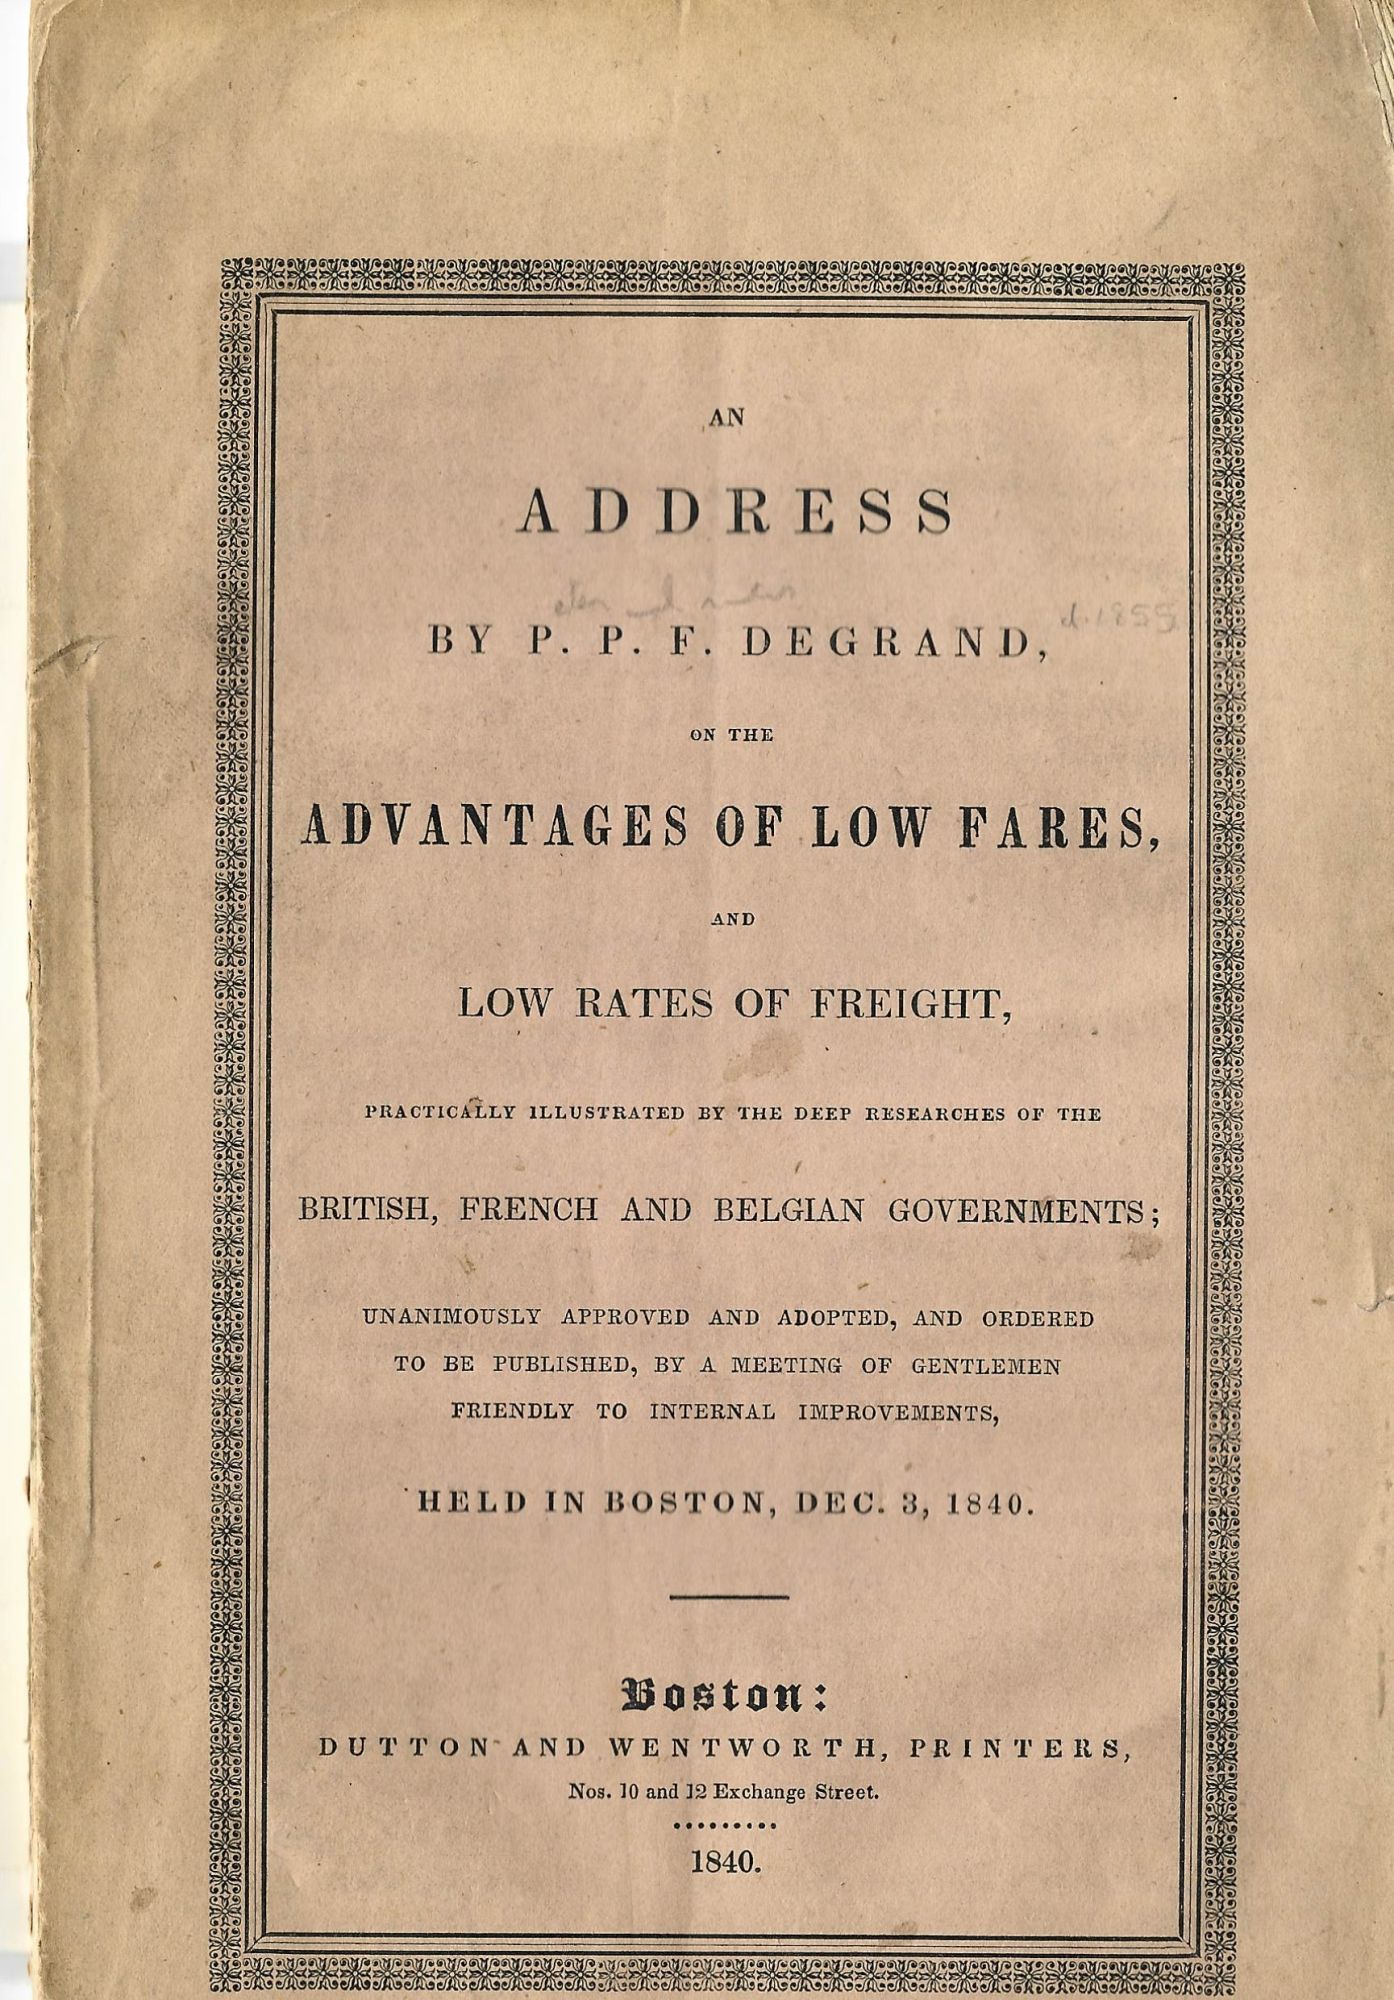 AN
ADDRESS
d. 1855
BY P. P. F. DEGRAND,
ON THE
ADVANTAGES OF LOW FARES,
AND
LOW RATES OF FREIGHT,
PRACTICALLY ILLUSTRATED BY THE DEEP RESEARCHES OF THE
BRITISH, FRENCH AND BELGIAN GOVERNMENTS;
UNANIMOUSLY APPROVED AND ADOPTED, AND ORDERED
TO BE PUBLISHED, BY A MEETING OF GENTLEMEN
FRIENDLY TO INTERNAL IMPROVEMENTS,
HELD IN BOSTON, DEC. 3, 1840.
Boston:
DUTTON AND WENTWORTH, PRINTERS,
Nos. 10 and 12 Exchange Street.
.........
1840.